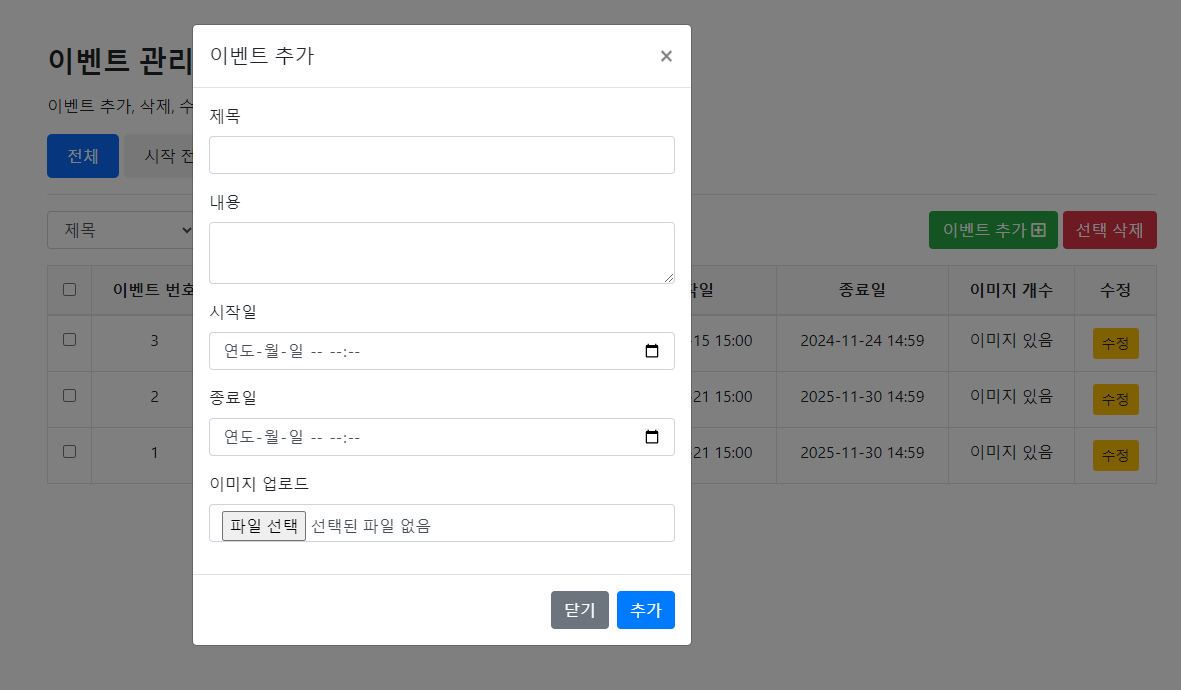 이벤트 관리
이벤트 추가, 삭제, 수
전체 시작 전
제목
이벤트 추가 선택 삭제
이벤트 번호 작일 종료일 이미지 개수 수정
3 -15 15:00 2024-11-24 14:59 이미지 있음 수정
2 -21 15:00 2025-11-30 14:59 이미지 있음 수정
1 -21 15:00 2025-11-30 14:59 이미지 있음 수정
이벤트 추가 ×
제목
내용
시작일
연도-월-일 -- --:--
종료일
연도-월-일 -- --:--
이미지 업로드
파일 선택 선택된 파일 없음
닫기 추가